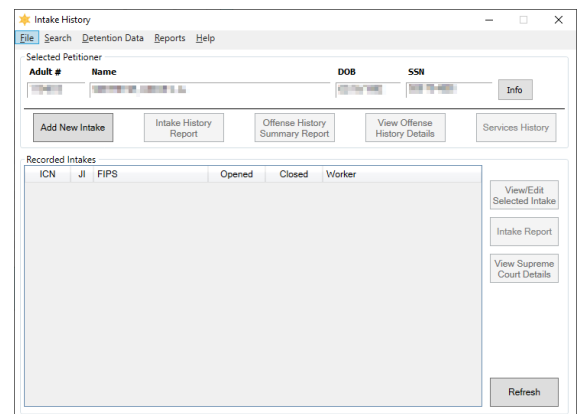 Intake History
File Search Detention Data Reports Help
Selected Petitioner
Adult # Name DOB SSN
Info
Add New Intake Intake History Report Offense History Summary Report View Offense History Details Services History
Recorded Intakes
ICN JI FIPS Opened Closed Worker
View/Edit Selected Intake
Intake Report
View Supreme Court Details
Refresh